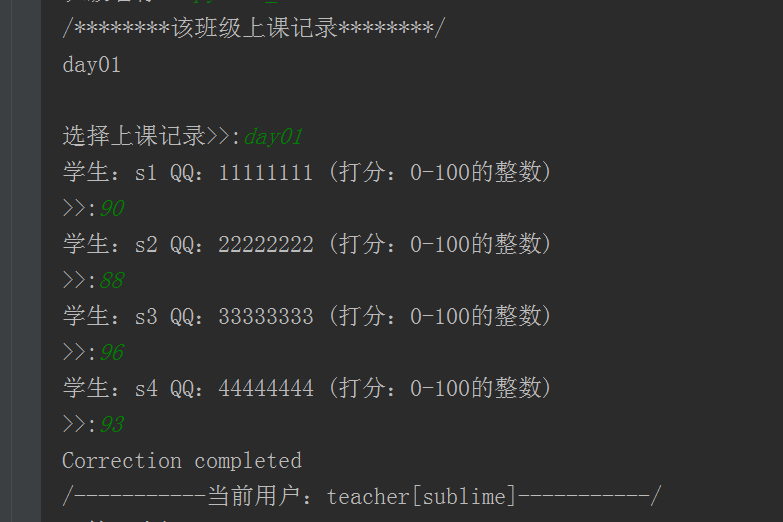 /********该班级上课记录********/
day01
选择上课记录>>:day01
学生: s1 QQ: 11111111 (打分: 0-100的整数)
>>:90
学生: s2 QQ: 22222222 (打分: 0-100的整数)
>>:88
学生: s3 QQ: 33333333 (打分: 0-100的整数)
>>:96
学生: s4 QQ: 44444444 (打分: 0-100的整数)
>>:93
Correction completed
/-----------当前用户: teacher[sublime]-----------/